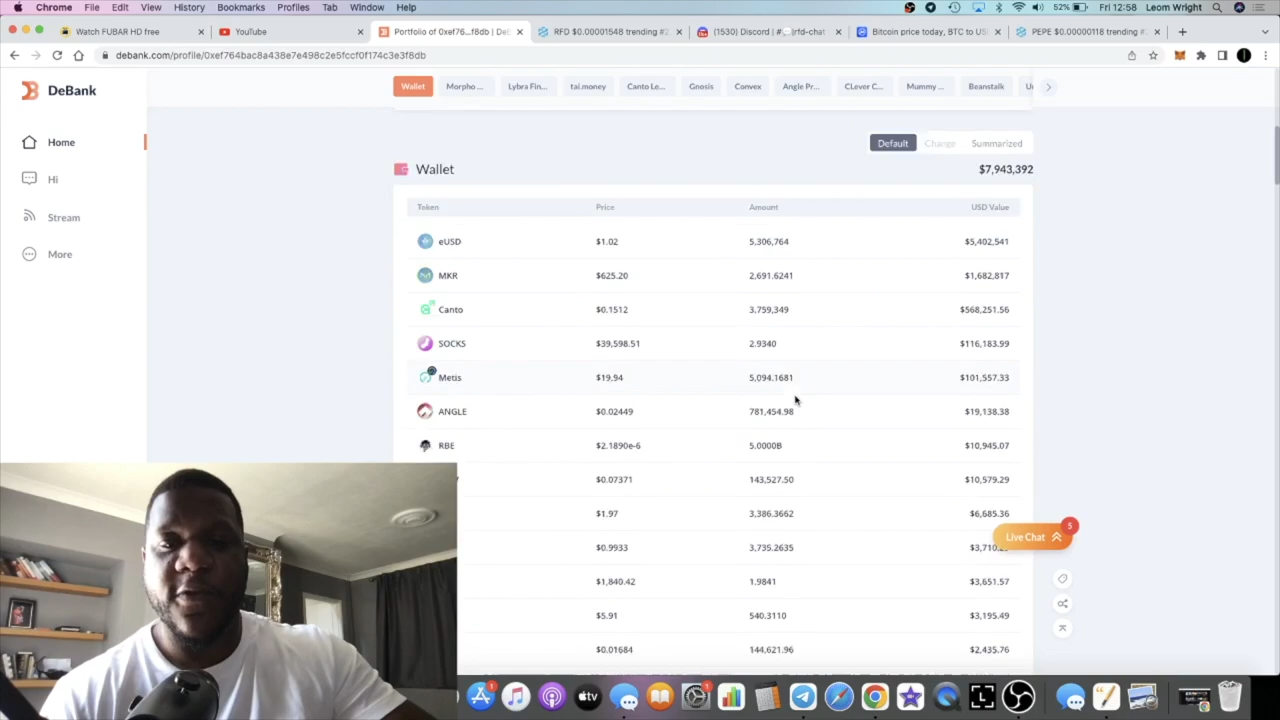 Chrome File Edit View History Bookmarks Profiles Tab Window Help 52% Fri 12:58 Leom Wright
Watch FUBAR HD free YouTube Portfolio of 0xef76...f8db | De RFD $0.00001548 trending #2 (1530) Discord | # rfd-chat Bitcoin price today, BTC to US PEPE $0.00000118 trending #
debank.com/profile/0xef764bac8a438e7e498c2e5fccf0f174c3e3f8db
DeBank
Wallet Morpho ... Lybra Fin... tai.money Canto Le... Gnosis Convex Angle Pr... CLever C... Mummy ... Beanstalk
Home
Hi
Stream
More
Default Change Summarized
Wallet $7,943,392
Token Price Amount USD Value
eUSD $1.02 5,306,764 $5,402,541
MKR $625.20 2,691.6241 $1,682,817
Canto $0.1512 3,759,349 $568,251.56
SOCKS $39,598.51 2.9340 $116,183.99
Metis $19.94 5,094.1681 $101,557.33
ANGLE $0.02449 781,454.98 $19,138.38
RBE $2.1890e-6 5.0000B $10,945.07
$0.07371 143,527.50 $10,579.29
$1.97 3,386.3662 $6,685.36
$0.9933 3,735.2635
$1,840.42 1.9841 $3,651.57
$5.91 540.3110 $3,195.49
$0.01684 144,621.96 $2,435.76
Live Chat 5